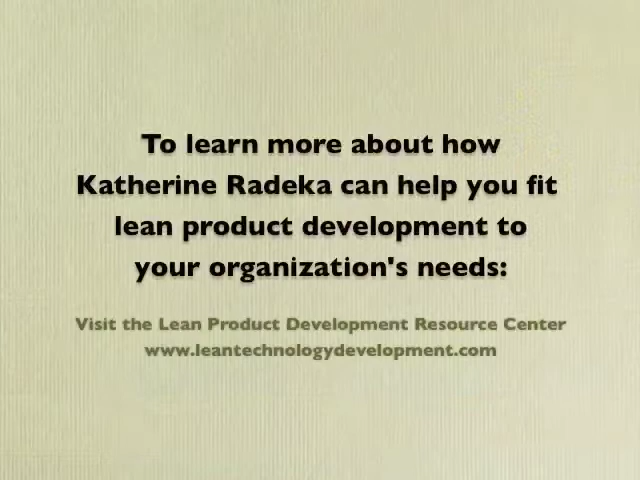 To learn more about how
Katherine Radeka can help you fit
lean product development to
your organization's needs:
Visit the Lean Product Development Resource Center
www.leantechnologydevelopment.com